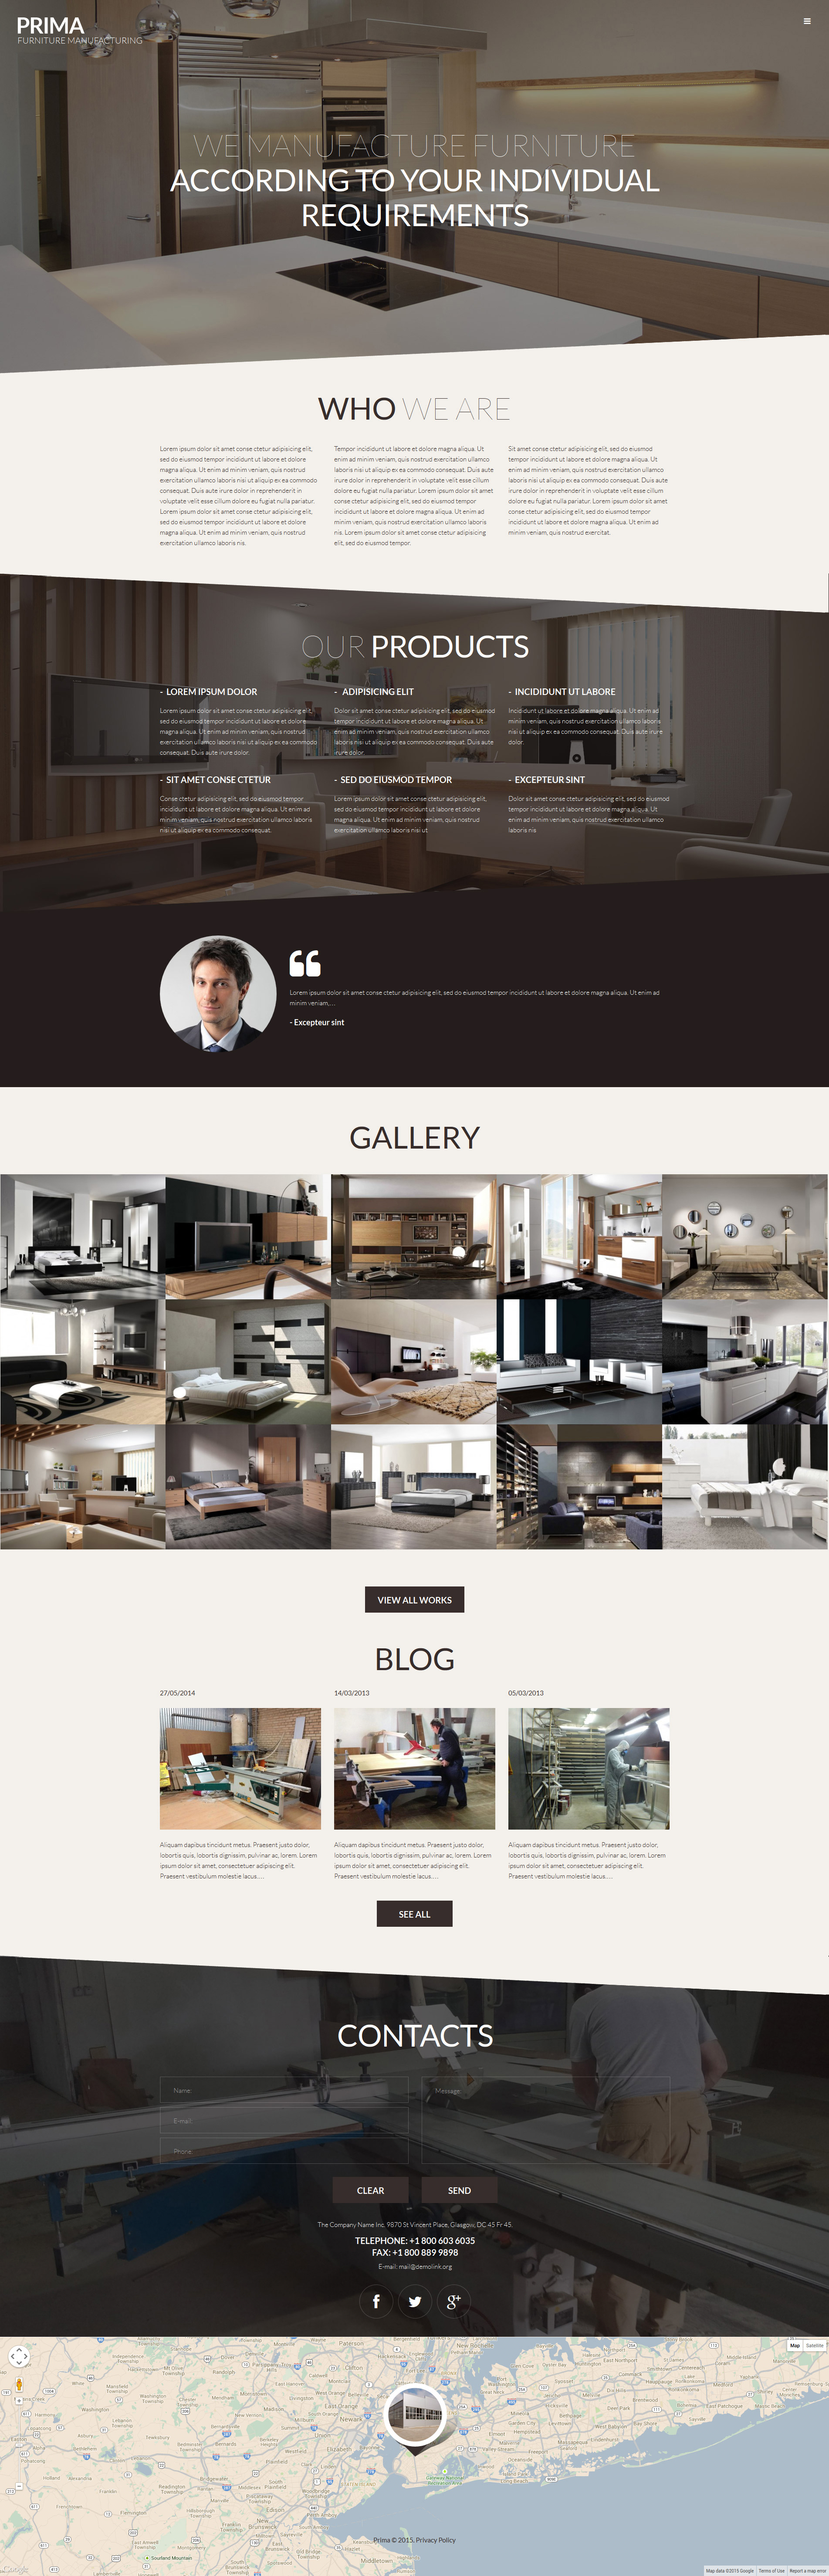 PRIMA
FURNITURE MANUFACTURING
WE MANUFACTURE FURNITURE
ACCORDING TO YOUR INDIVIDUAL
REQUIREMENTS
WHO WE ARE
Lorem ipsum dolor sit amet conse ctetur adipisicing elit,
sed do eiusmod tempor incididunt ut labore et dolore
magna aliqua. Ut enim ad minim veniam, quis nostrud
exercitation ullamco laboris nisi ut aliquip ex ea commodo
consequat. Duis aute irure dolor in reprehenderit in
voluptate velit esse cillum dolore eu fugiat nulla pariatur.
Lorem ipsum dolor sit amet conse ctetur adipisicing elit,
sed do eiusmod tempor incididunt ut labore et dolore
magna aliqua. Ut enim ad minim veniam, quis nostrud
exercitation ullamco laboris nis.
Tempor incididunt ut labore et dolore magna aliqua. Ut
enim ad minim veniam, quis nostrud exercitation ullamco
laboris nisi ut aliquip ex ea commodo consequat. Duis aute
irure dolor in reprehenderit in voluptate velit esse cillum
dolore eu fugiat nulla pariatur. Lorem ipsum dolor sit amet
conse ctetur adipisicing elit, sed do eiusmod tempor
incididunt ut labore et dolore magna aliqua. Ut enim ad
minim veniam, quis nostrud exercitation ullamco laboris
nis. Lorem ipsum dolor sit amet conse ctetur adipisicing
elit, sed do eiusmod tempor.
Sit amet conse ctetur adipisicing elit, sed do eiusmod
tempor incididunt ut labore et dolore magna aliqua. Ut
enim ad minim veniam, quis nostrud exercitation ullamco
laboris nisi ut aliquip ex ea commodo consequat. Duis aute
irure dolor in reprehenderit in voluptate velit esse cillum
dolore eu fugiat nulla pariatur. Lorem ipsum dolor sit amet
conse ctetur adipisicing elit, sed do eiusmod tempor
incididunt ut labore et dolore magna aliqua. Ut enim ad
minim veniam, quis nostrud exercitat.
OUR PRODUCTS
- LOREM IPSUM DOLOR
Lorem ipsum dolor sit amet conse ctetur adipisicing elit,
sed do eiusmod tempor incididunt ut labore et dolore
magna aliqua. Ut enim ad minim veniam, quis nostrud
exercitation ullamco laboris nisi ut aliquip ex ea commodo
consequat. Duis aute irure dolor.
- ADIPISICING ELIT
Dolor sit amet conse ctetur adipisicing elit, sed do eiusmod
tempor incididunt ut labore et dolore magna aliqua. Ut
enim ad minim veniam, quis nostrud exercitation ullamco
laboris nisi ut aliquip ex ea commodo consequat. Duis aute
irure dolor.
- INCIDIDUNT UT LABORE
Incididunt ut labore et dolore magna aliqua. Ut enim ad
minim veniam, quis nostrud exercitation ullamco laboris
nisi ut aliquip ex ea commodo consequat. Duis aute irure
dolor.
- SIT AMET CONSE CTETUR
Conse ctetur adipisicing elit, sed do eiusmod tempor
incididunt ut labore et dolore magna aliqua. Ut enim ad
minim veniam, quis nostrud exercitation ullamco laboris
nisi ut aliquip ex ea commodo consequat.
- SED DO EIUSMOD TEMPOR
Lorem ipsum dolor sit amet conse ctetur adipisicing elit,
sed do eiusmod tempor incididunt ut labore et dolore
magna aliqua. Ut enim ad minim veniam, quis nostrud
exercitation ullamco laboris nisi ut
- EXCEPTEUR SINT
Dolor sit amet conse ctetur adipisicing elit, sed do eiusmod
tempor incididunt ut labore et dolore magna aliqua. Ut
enim ad minim veniam, quis nostrud exercitation ullamco
laboris nis
Lorem ipsum dolor sit amet conse ctetur adipisicing elit, sed do eiusmod tempor incididunt ut labore et dolore magna aliqua. Ut enim ad
minim veniam,…
- Excepteur sint
GALLERY
VIEW ALL WORKS
BLOG
27/05/2014
14/03/2013
05/03/2013
Aliquam dapibus tincidunt metus. Praesent justo dolor,
lobortis quis, lobortis dignissim, pulvinar ac, lorem. Lorem
ipsum dolor sit amet, consectetuer adipiscing elit.
Praesent vestibulum molestie lacus.…
Aliquam dapibus tincidunt metus. Praesent justo dolor,
lobortis quis, lobortis dignissim, pulvinar ac, lorem. Lorem
ipsum dolor sit amet, consectetuer adipiscing elit.
Praesent vestibulum molestie lacus.…
Aliquam dapibus tincidunt metus. Praesent justo dolor,
lobortis quis, lobortis dignissim, pulvinar ac, lorem. Lorem
ipsum dolor sit amet, consectetuer adipiscing elit.
Praesent vestibulum molestie lacus.…
SEE ALL
CONTACTS
Name:
E-mail:
Phone:
Message:
CLEAR
SEND
The Company Name Inc. 9870 St Vincent Place, Glasgow, DC 45 Fr 45.
TELEPHONE: +1 800 603 6035
FAX: +1 800 889 9898
E-mail: mail@demolink.org
Map
Satellite
Paterson
Clifton
Montclair
East Orange
Newark
Elizabeth
Edison
New Brunswick
Middletown
Prima © 2015. Privacy Policy
Google
Map data ©2015 Google
Terms of Use
Report a map error